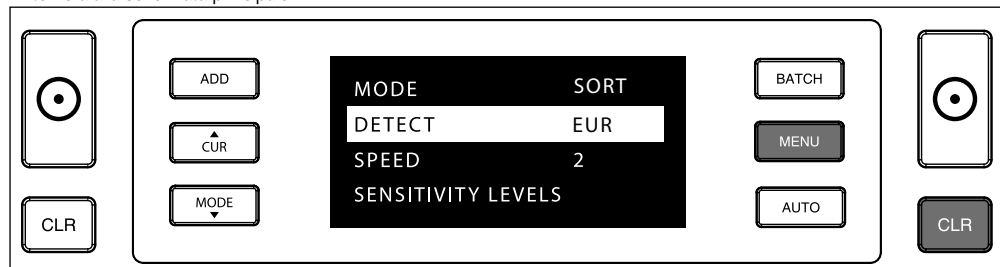 ADD
CUR
MODE
CLR
MODE SORT
DETECT EUR
SPEED 2
SENSITIVITY LEVELS
BATCH
MENU
AUTO
CLR